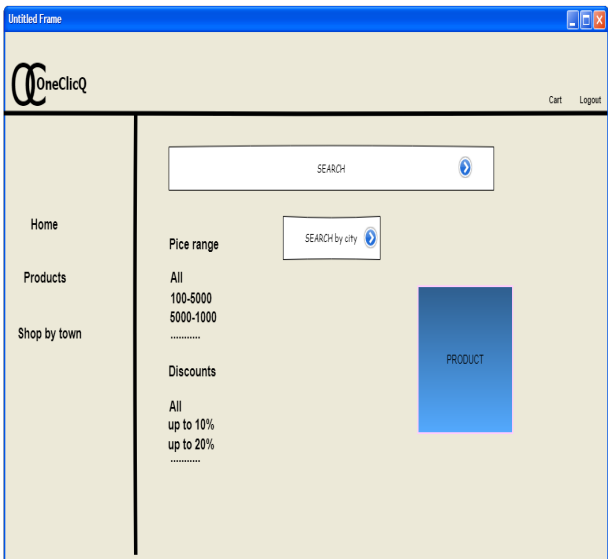 Untitled Frame
OC OneClicQ
Cart Logout
SEARCH
Home
SEARCH by city
Pice range
Products
All
100-5000
5000-1000
Shop by town
...........
PRODUCT
Discounts
All
up to 10%
up to 20%
...........